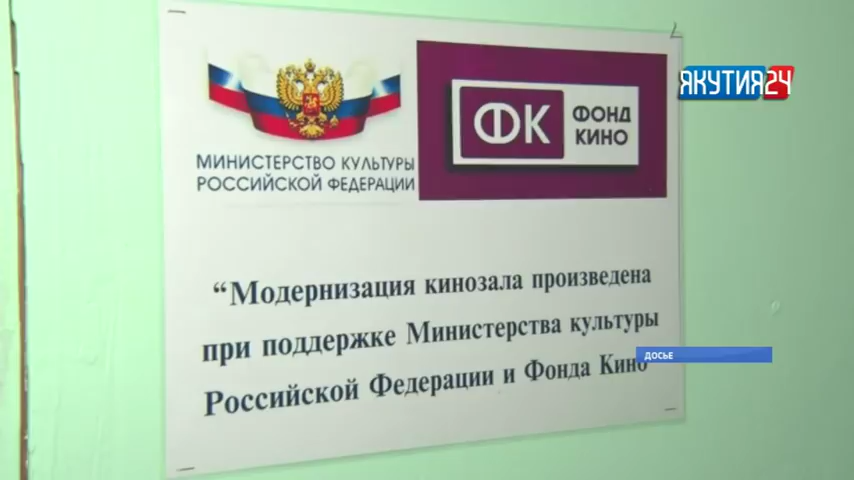 ЯКУТИЯ24
МИНИСТЕРСТВО КУЛЬТУРЫ
РОССИЙСКОЙ ФЕДЕРАЦИИ
ФК
ФОНД
КИНО
“Модернизация кинозала произведена
при поддержке Министерства культуры
Российской Федерации и Фонда Кино
ДОСЬЕ